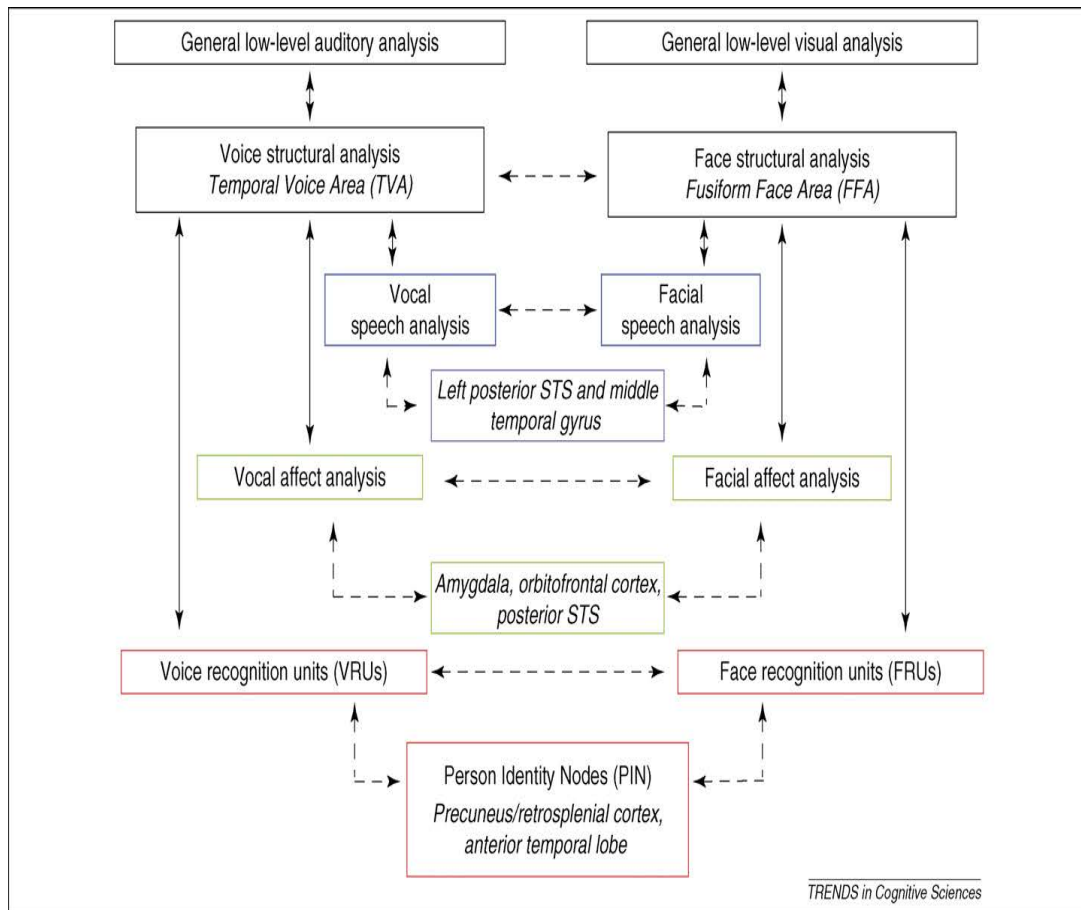 General low-level auditory analysis
General low-level visual analysis
Voice structural analysis
Temporal Voice Area (TVA)
Face structural analysis
Fusiform Face Area (FFA)
Vocal
speech analysis
Facial
speech analysis
Left posterior STS and middle
temporal gyrus
Vocal affect analysis
Facial affect analysis
Amygdala, orbitofrontal cortex,
posterior STS
Voice recognition units (VRUs)
Face recognition units (FRUs)
Person Identity Nodes (PIN)
Precuneus/retrosplenial cortex,
anterior temporal lobe
TRENDS in Cognitive Sciences